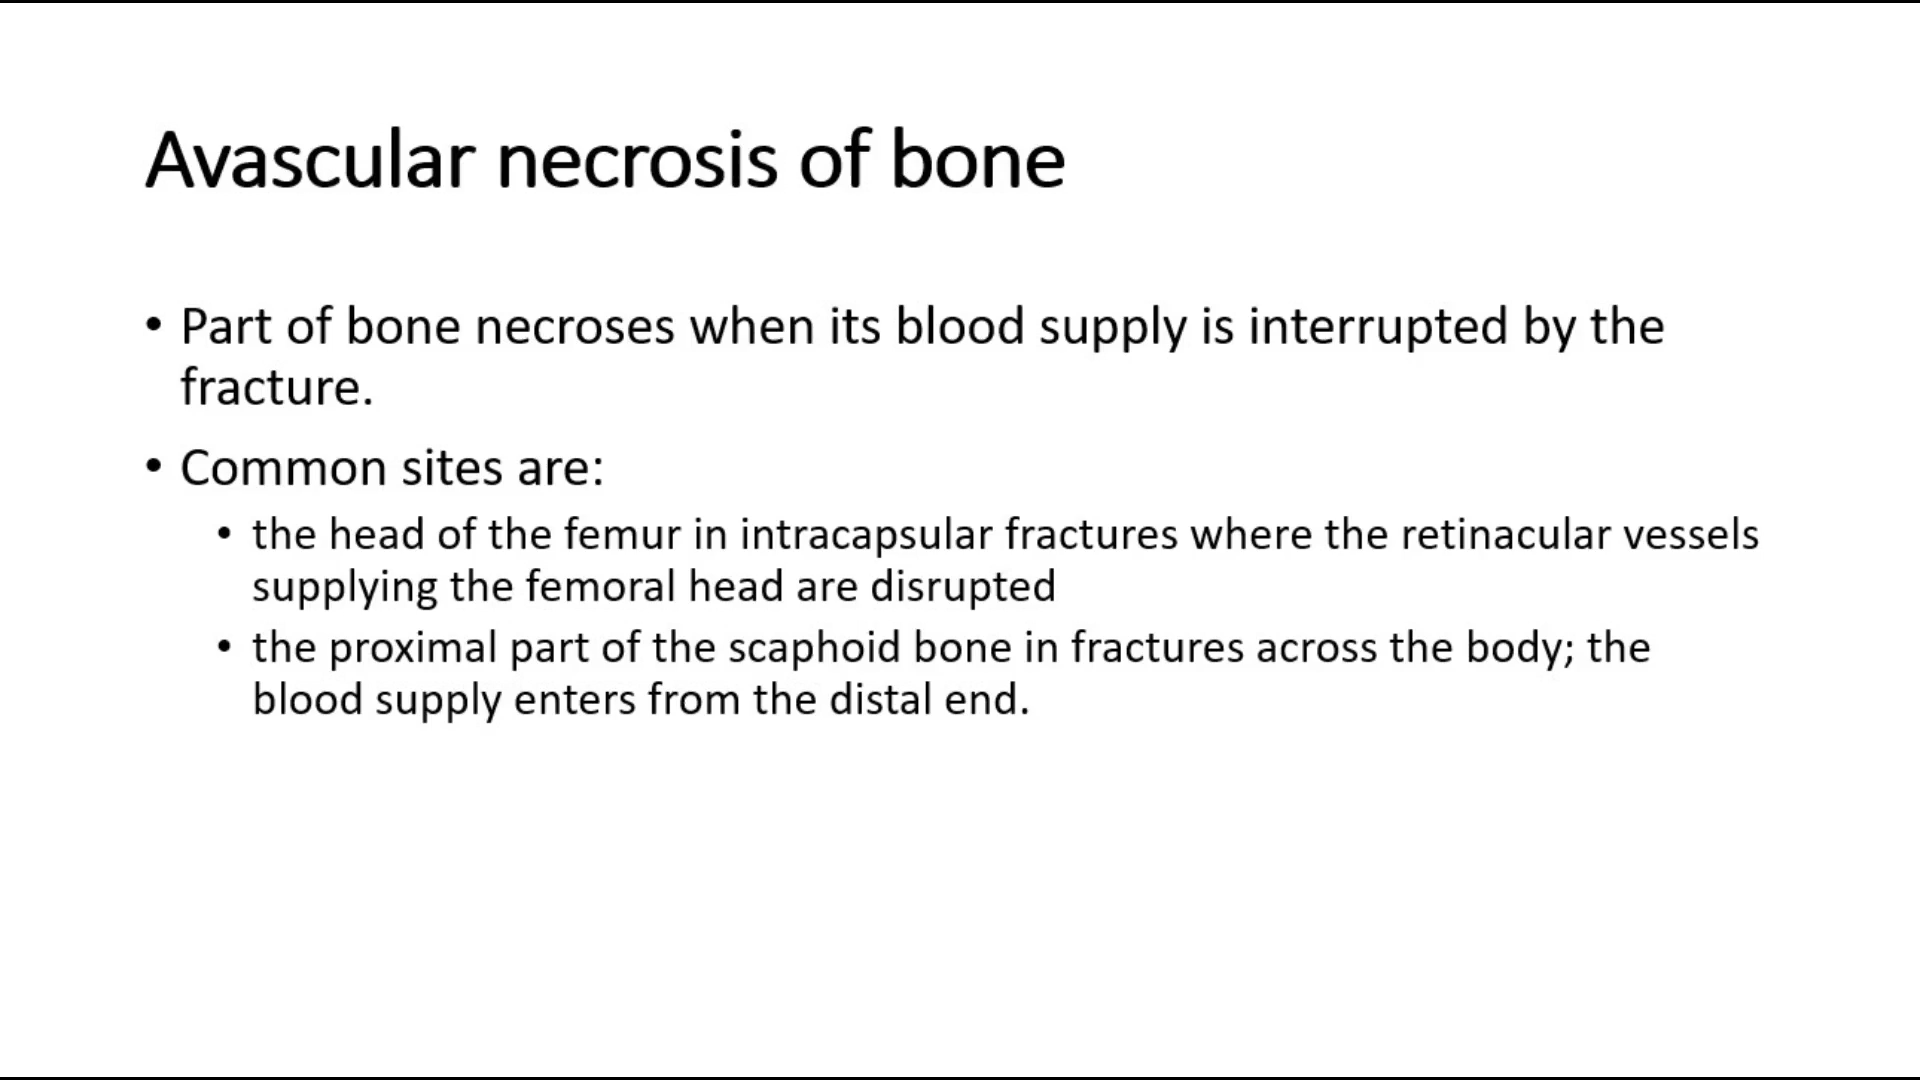 Avascular necrosis of bone
• Part of bone necroses when its blood supply is interrupted by the
fracture.
• Common sites are:
• the head of the femur in intracapsular fractures where the retinacular vessels
supplying the femoral head are disrupted
• the proximal part of the scaphoid bone in fractures across the body; the
blood supply enters from the distal end.